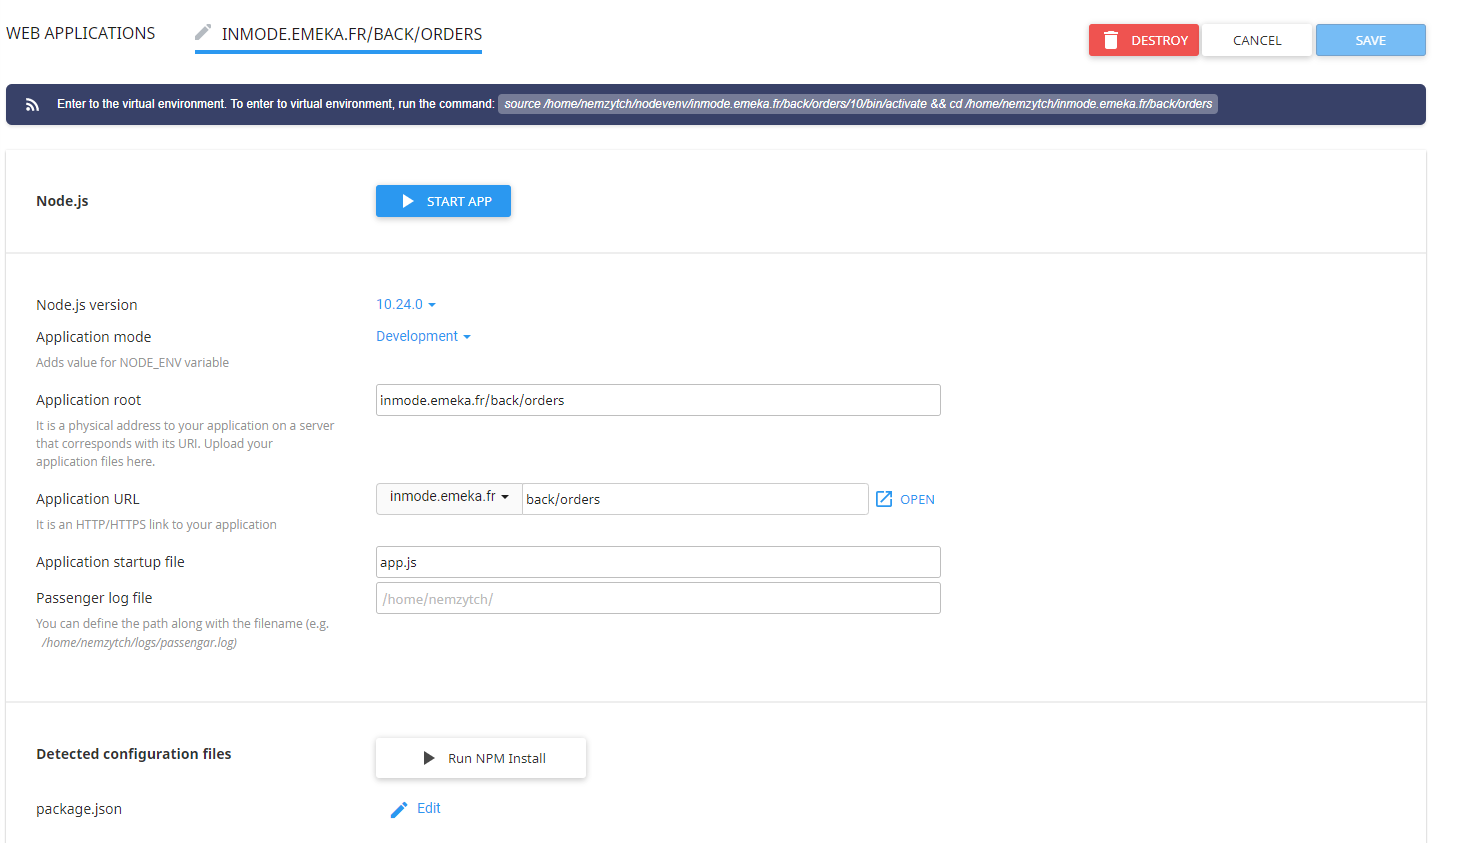 WEB APPLICATIONS
INMODE.EMEKA.FR/BACK/ORDERS
DESTROY
CANCEL
SAVE
Enter to the virtual environment. To enter to virtual environment, run the command: source /home/nemzytch/nodevenv/inmode.emeka.fr/back/orders/10/bin/activate && cd /home/nemzytch/inmode.emeka.fr/back/orders
Node.js
START APP
Node.js version
10.24.0
Application mode
Development
Adds value for NODE_ENV variable
Application root
inmode.emeka.fr/back/orders
It is a physical address to your application on a server
that corresponds with its URI. Upload your
application files here.
Application URL
inmode.emeka.fr
back/orders
OPEN
It is an HTTP/HTTPS link to your application
Application startup file
app.js
Passenger log file
/home/nemzytch/
You can define the path along with the filename (e.g.
/home/nemzytch/logs/passengar.log)
Detected configuration files
Run NPM Install
package.json
Edit